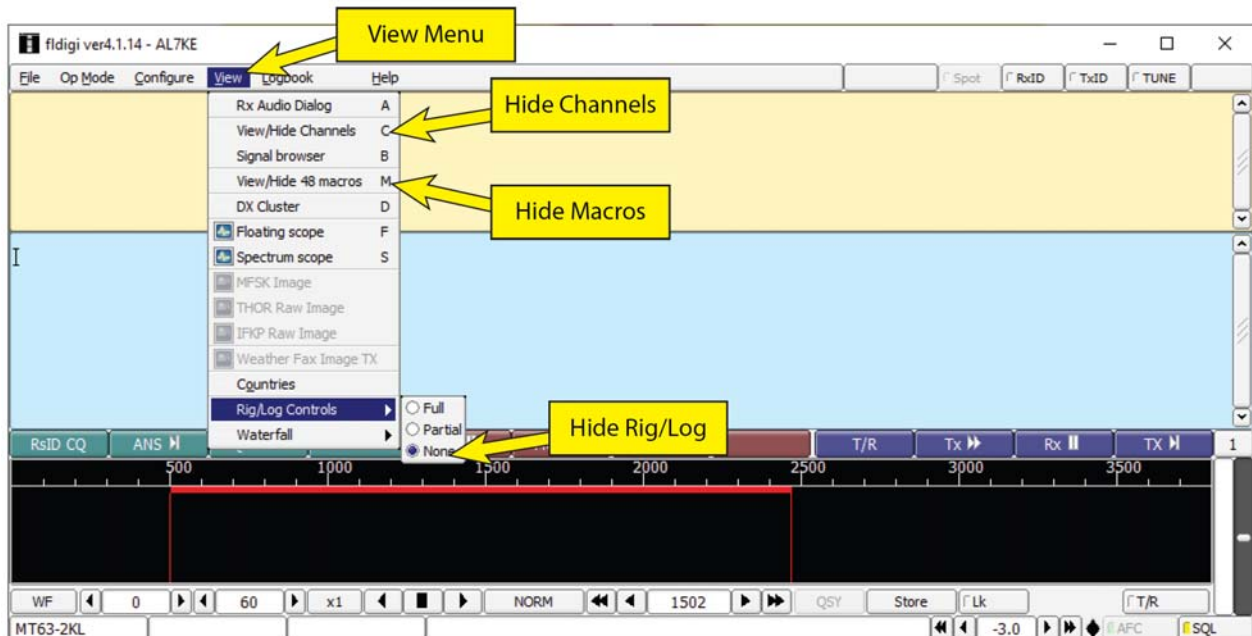 View Menu
fldigi ver4.1.14 - AL7KE
File Op Mode Configure View Logbook Help Spot RxID TxID TUNE
Rx Audio Dialog A
Hide Channels
View/Hide Channels C
Signal browser B
View/Hide 48 macros M
Hide Macros
DX Cluster D
Floating scope F
Spectrum scope S
MFSK Image
THOR Raw Image
IFKP Raw Image
Weather Fax Image TX
Countries
Rig/Log Controls Full
Hide Rig/Log
Waterfall Partial
None
RsID CQ ANS T/R Tx Rx TX 1
500 1000 1500 2000 2500 3000 3500
WF 0 60 x1 NORM 1502 QSY Store Lk T/R
MT63-2KL -3.0 AFC SQL